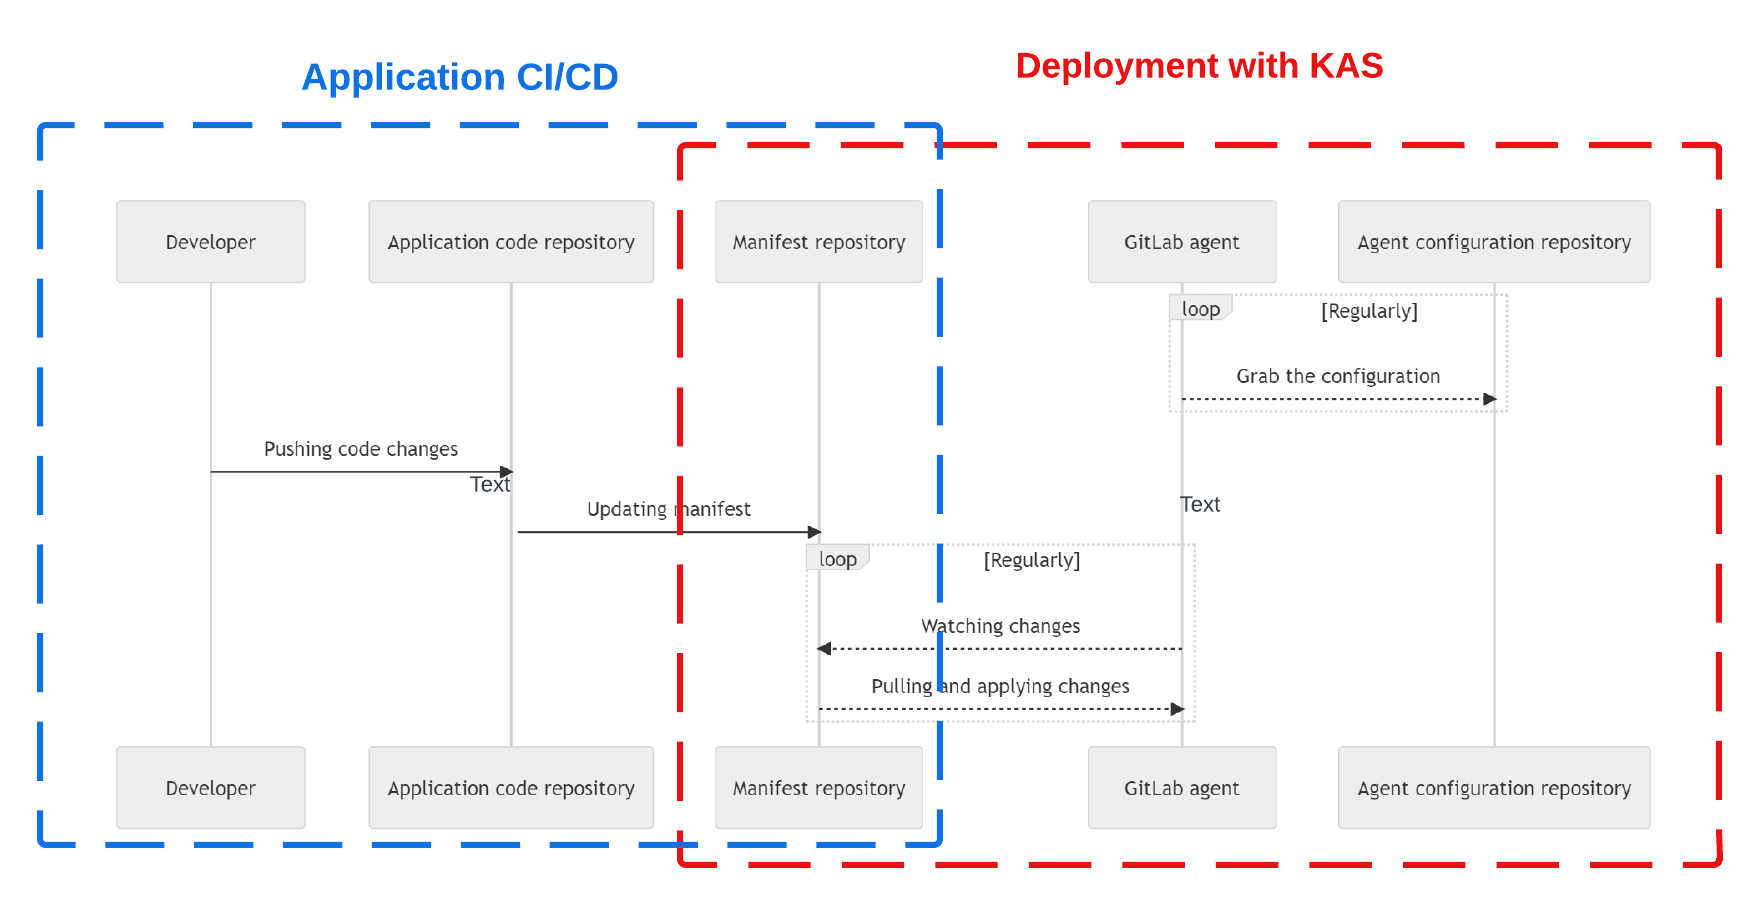 Application CI/CD
Deployment with KAS
Developer
Application code repository
Manifest repository
GitLab agent
Agent configuration repository
loop
[Regularly]
Grab the configuration
Pushing code changes
Text
Text
Updating manifest
loop
[Regularly]
Watching changes
Pulling and applying changes
Developer
Application code repository
Manifest repository
GitLab agent
Agent configuration repository